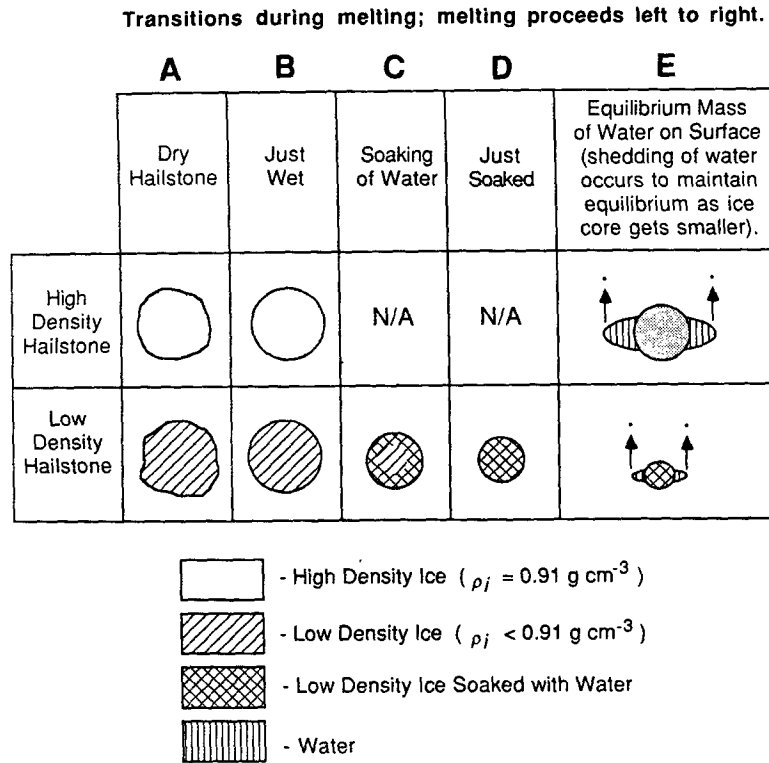 Transitions during melting; melting proceeds left to right.
A B C D E
Dry
Hailstone
Just
Wet
Soaking
of Water
Just
Soaked
Equilibrium Mass
of Water on Surface
(shedding of water
occurs to maintain
equilibrium as ice
core gets smaller).
High
Density
Hailstone
N/A
N/A
Low
Density
Hailstone
- High Density Ice ( ρi = 0.91 g cm-3 )
- Low Density Ice ( ρi < 0.91 g cm-3 )
- Low Density Ice Soaked with Water
- Water